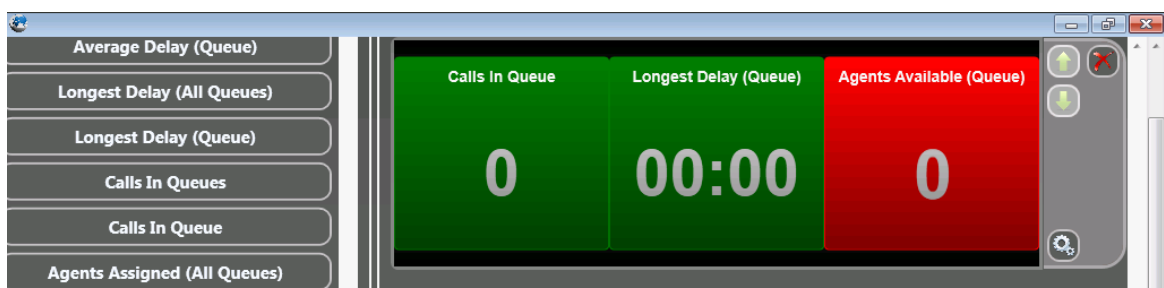 Average Delay (Queue)
Longest Delay (All Queues)
Longest Delay (Queue)
Calls In Queues
Calls In Queue
Agents Assigned (All Queues)
Calls In Queue
0
Longest Delay (Queue)
00:00
Agents Available (Queue)
0